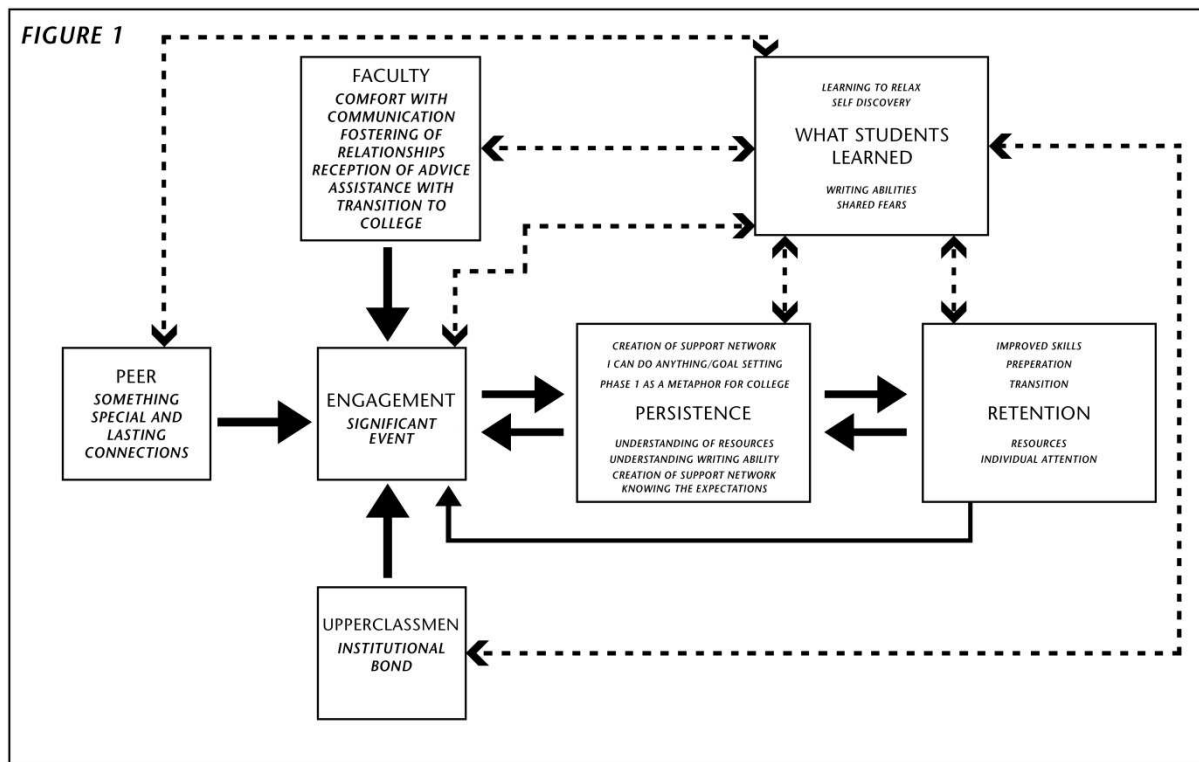 FIGURE 1
FACULTY
COMFORT WITH
COMMUNICATION
FOSTERING OF
RELATIONSHIPS
RECEPTION OF ADVICE
ASSISTANCE WITH
TRANSITION TO
COLLEGE
LEARNING TO RELAX
SELF DISCOVERY
WHAT STUDENTS
LEARNED
WRITING ABILITIES
SHARED FEARS
PEER
SOMETHING
SPECIAL AND
LASTING
CONNECTIONS
ENGAGEMENT
SIGNIFICANT
EVENT
CREATION OF SUPPORT NETWORK
I CAN DO ANYTHING/GOAL SETTING
PHASE 1 AS A METAPHOR FOR COLLEGE
PERSISTENCE
UNDERSTANDING OF RESOURCES
UNDERSTANDING WRITING ABILITY
CREATION OF SUPPORT NETWORK
KNOWING THE EXPECTATIONS
IMPROVED SKILLS
PREPARATION
TRANSITION
RETENTION
RESOURCES
INDIVIDUAL ATTENTION
UPPERCLASSMEN
INSTITUTIONAL
BOND